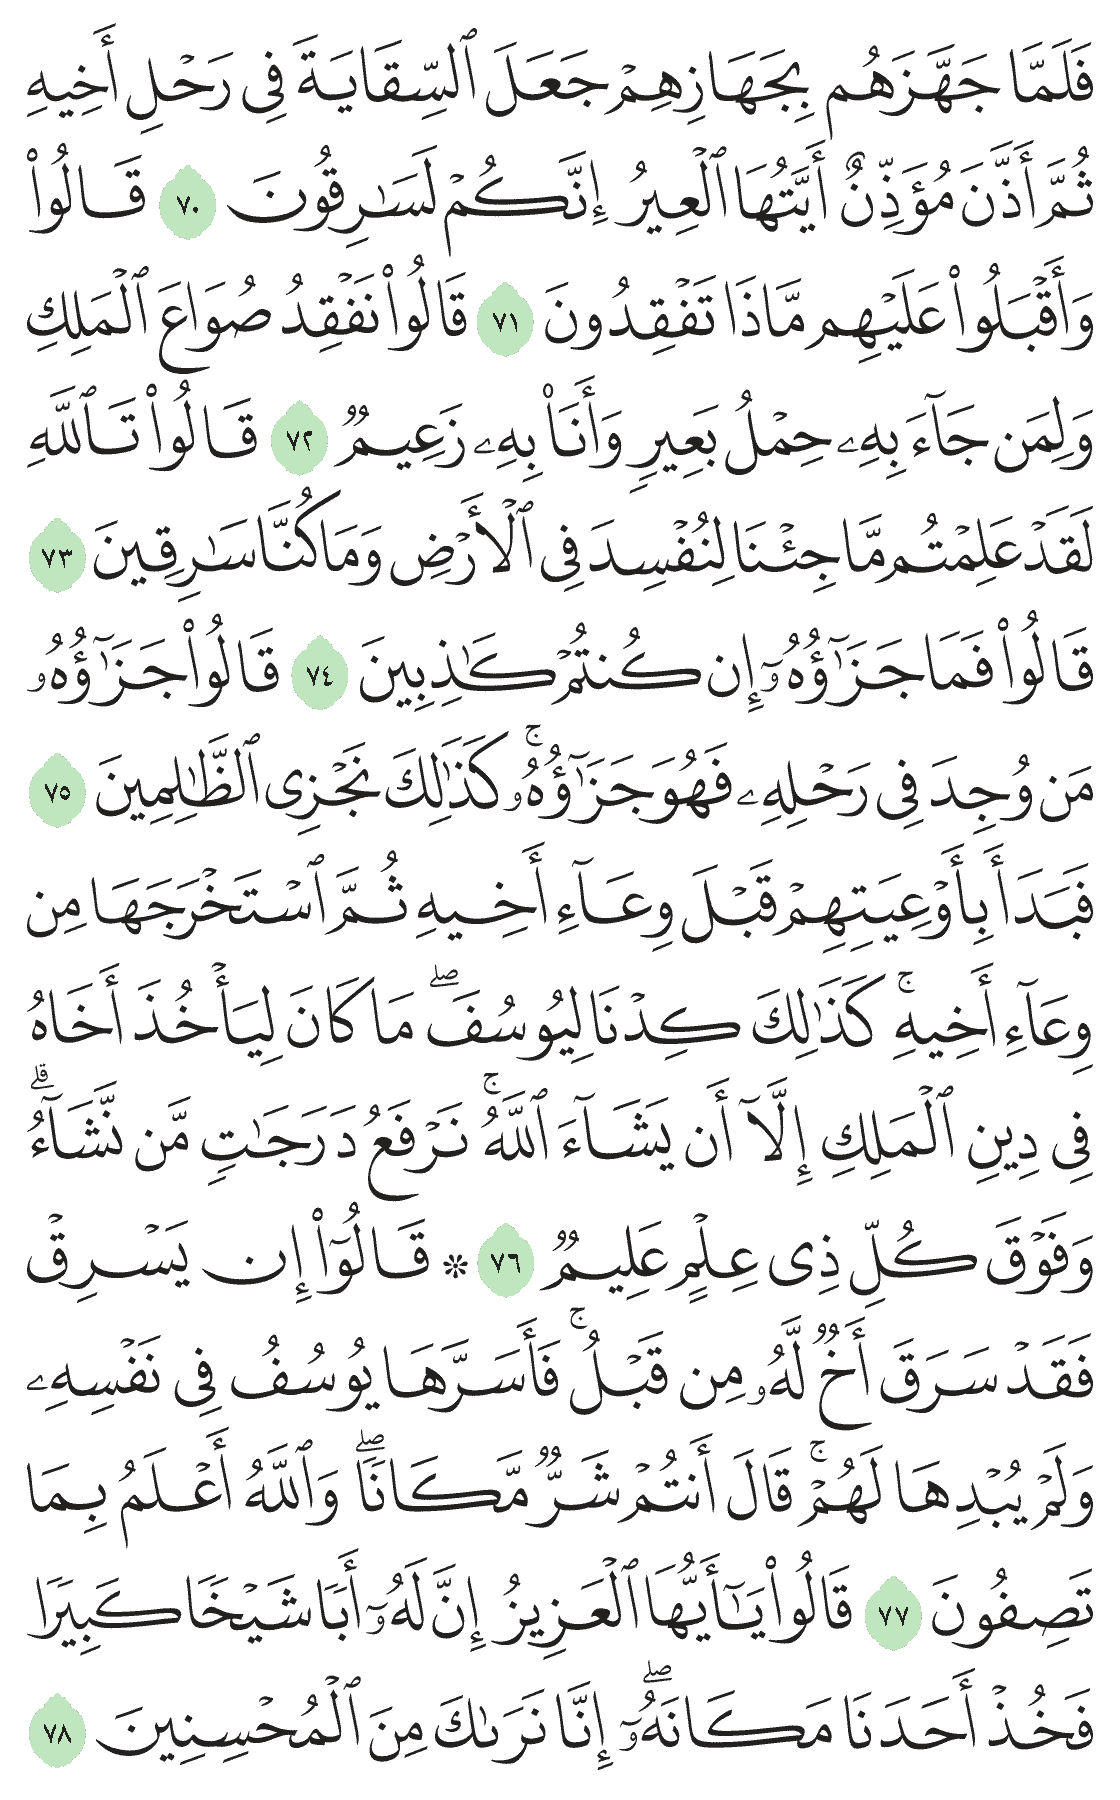 فَلَمَّا جَهَّزَهُم بِجَهَازِهِمۡ جَعَلَ ٱلسِّقَايَةَ فِي رَحۡلِ أَخِيهِ
ثُمَّ أَذَّنَ مُؤَذِّنٌ أَيَّتُهَا ٱلۡعِيرُ إِنَّكُمۡ لَسَٰرِقُونَ ٧٠ قَالُواْ
وَأَقۡبَلُواْ عَلَيۡهِم مَّاذَا تَفۡقِدُونَ ٧١ قَالُواْ نَفۡقِدُ صُوَاعَ ٱلۡمَلِكِ
وَلِمَن جَآءَ بِهِۦ حِمۡلُ بَعِيرٖ وَأَنَا۠ بِهِۦ زَعِيمٞ ٧٢ قَالُواْ تَٱللَّهِ
لَقَدۡ عَلِمۡتُم مَّا جِئۡنَا لِنُفۡسِدَ فِي ٱلۡأَرۡضِ وَمَا كُنَّا سَٰرِقِينَ ٧٣
قَالُواْ فَمَا جَزَٰٓؤُهُۥٓ إِن كُنتُمۡ كَٰذِبِينَ ٧٤ قَالُواْ جَزَٰٓؤُهُۥ
مَن وُجِدَ فِي رَحۡلِهِۦ فَهُوَ جَزَٰٓؤُهُۥۚ كَذَٰلِكَ نَجۡزِي ٱلظَّٰلِمِينَ ٧٥
فَبَدَأَ بِأَوۡعِيَتِهِمۡ قَبۡلَ وِعَآءِ أَخِيهِ ثُمَّ ٱسۡتَخۡرَجَهَا مِن
وِعَآءِ أَخِيهِۚ كَذَٰلِكَ كِدۡنَا لِيُوسُفَۖ مَا كَانَ لِيَأۡخُذَ أَخَاهُ
فِي دِينِ ٱلۡمَلِكِ إِلَّآ أَن يَشَآءَ ٱللَّهُۚ نَرۡفَعُ دَرَجَٰتٖ مَّن نَّشَآءُۗ
وَفَوۡقَ كُلِّ ذِي عِلۡمٍ عَلِيمٞ ٧٦ ۞ قَالُوٓاْ إِن يَسۡرِقۡ
فَقَدۡ سَرَقَ أَخٞ لَّهُۥ مِن قَبۡلُۚ فَأَسَرَّهَا يُوسُفُ فِي نَفۡسِهِۦ
وَلَمۡ يُبۡدِهَا لَهُمۡۚ قَالَ أَنتُمۡ شَرّٞ مَّكَانٗاۖ وَٱللَّهُ أَعۡلَمُ بِمَا
تَصِفُونَ ٧٧ قَالُواْ يَٰٓأَيُّهَا ٱلۡعَزِيزُ إِنَّ لَهُۥٓ أَبٗا شَيۡخٗا كَبِيرٗا
فَخُذۡ أَحَدَنَا مَكَانَهُۥٓۖ إِنَّا نَرَىٰكَ مِنَ ٱلۡمُحۡسِنِينَ ٧٨